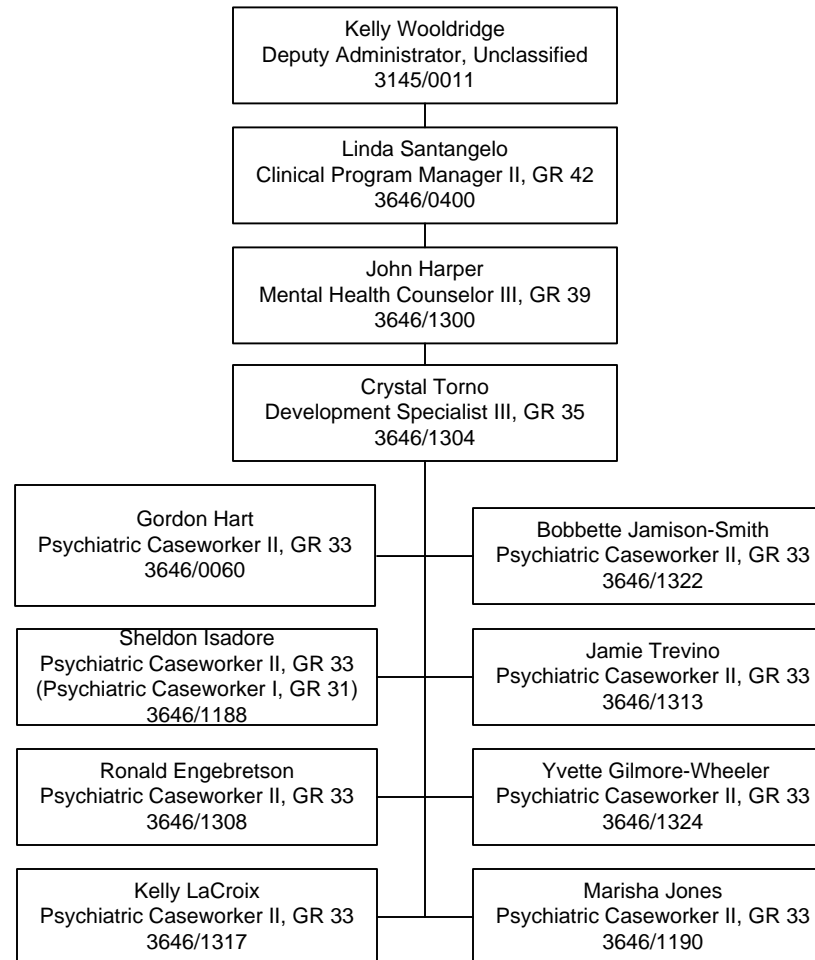 Kelly Wooldridge
Deputy Administrator, Unclassified
3145/0011
Linda Santangelo
Clinical Program Manager II, GR 42
3646/0400
John Harper
Mental Health Counselor III, GR 39
3646/1300
Crystal Torno
Development Specialist III, GR 35
3646/1304
Gordon Hart
Psychiatric Caseworker II, GR 33
3646/0060
Bobbette Jamison-Smith
Psychiatric Caseworker II, GR 33
3646/1322
Sheldon Isadore
Psychiatric Caseworker II, GR 33
(Psychiatric Caseworker I, GR 31)
3646/1188
Jamie Trevino
Psychiatric Caseworker II, GR 33
3646/1313
Ronald Engebretson
Psychiatric Caseworker II, GR 33
3646/1308
Yvette Gilmore-Wheeler
Psychiatric Caseworker II, GR 33
3646/1324
Kelly LaCroix
Psychiatric Caseworker II, GR 33
3646/1317
Marisha Jones
Psychiatric Caseworker II, GR 33
3646/1190